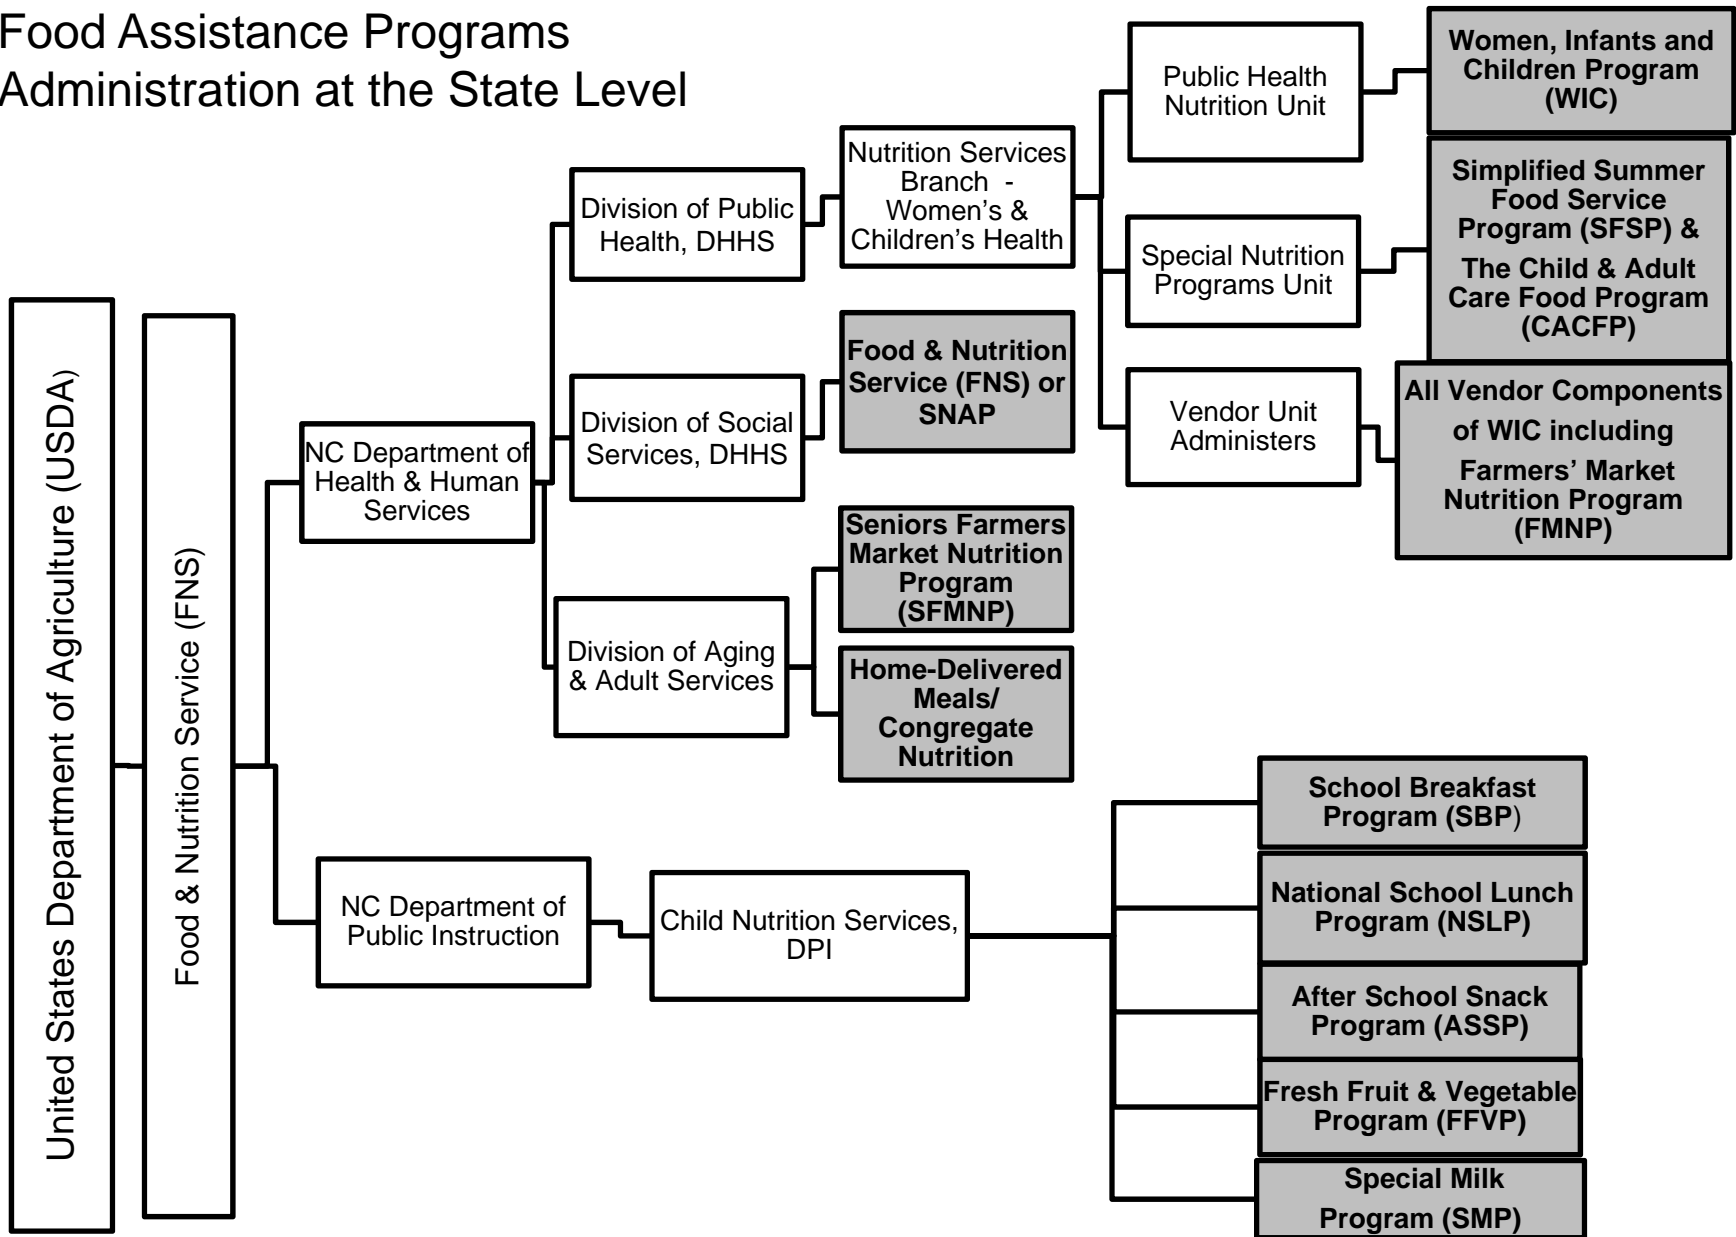 Food Assistance Programs
Administration at the State Level
United States Department of Agriculture (USDA)
Food & Nutrition Service (FNS)
NC Department of
Health & Human
Services
Division of Public
Health, DHHS
Nutrition Services
Branch -
Women's &
Children's Health
Public Health
Nutrition Unit
Women, Infants and
Children Program
(WIC)
Special Nutrition
Programs Unit
Simplified Summer
Food Service
Program (SFSP) &
The Child & Adult
Care Food Program
(CACFP)
Vendor Unit
Administers
All Vendor Components
of WIC including
Farmers' Market
Nutrition Program
(FMNP)
Division of Social
Services, DHHS
Food & Nutrition
Service (FNS) or
SNAP
Division of Aging
& Adult Services
Seniors Farmers
Market Nutrition
Program
(SFMNP)
Home-Delivered
Meals/
Congregate
Nutrition
NC Department of
Public Instruction
Child Nutrition Services,
DPI
School Breakfast
Program (SBP)
National School Lunch
Program (NSLP)
After School Snack
Program (ASSP)
Fresh Fruit & Vegetable
Program (FFVP)
Special Milk
Program (SMP)